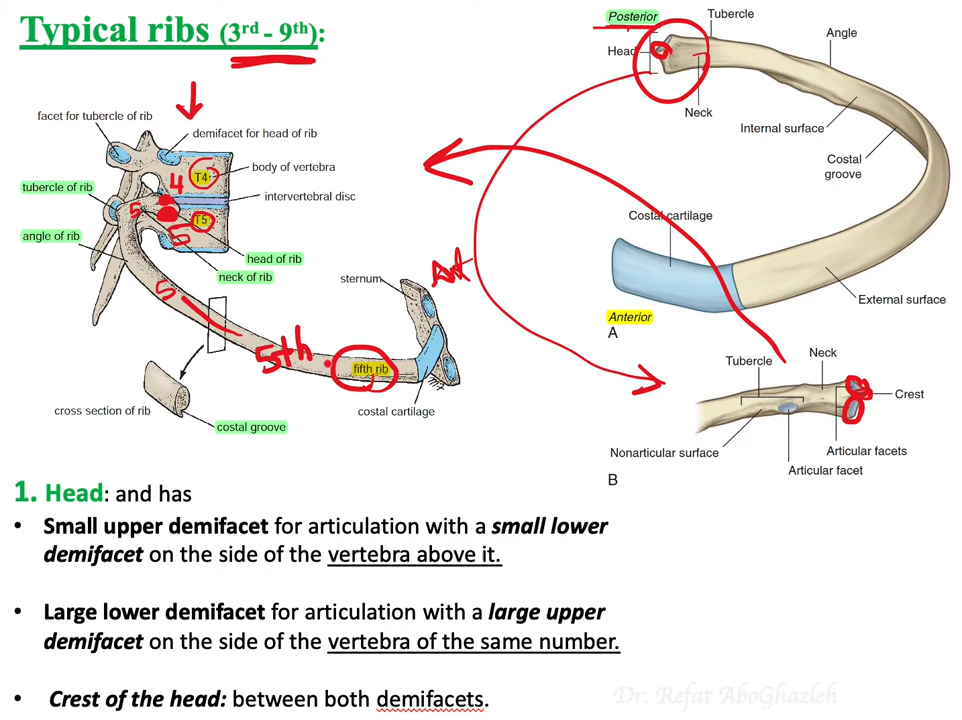 Typical ribs (3rd - 9th):
facet for tubercle of rib
demifacet for head of rib
body of vertebra
T4
4
intervertebral disc
tubercle of rib
5
T5
5
angle of rib
head of rib
neck of rib
sternum
Art
5
5th
fifth rib
cross section of rib
costal cartilage
costal groove
Posterior
Tubercle
Angle
Head
Neck
Internal surface
Costal
groove
Costal cartilage
External surface
Anterior
A
Tubercle
Neck
Crest
Nonarticular surface
Articular facets
Articular facet
B
1. Head: and has
• Small upper demifacet for articulation with a small lower
demifacet on the side of the vertebra above it.
• Large lower demifacet for articulation with a large upper
demifacet on the side of the vertebra of the same number.
• Crest of the head: between both demifacets.
Dr. Refat AboGhazleh